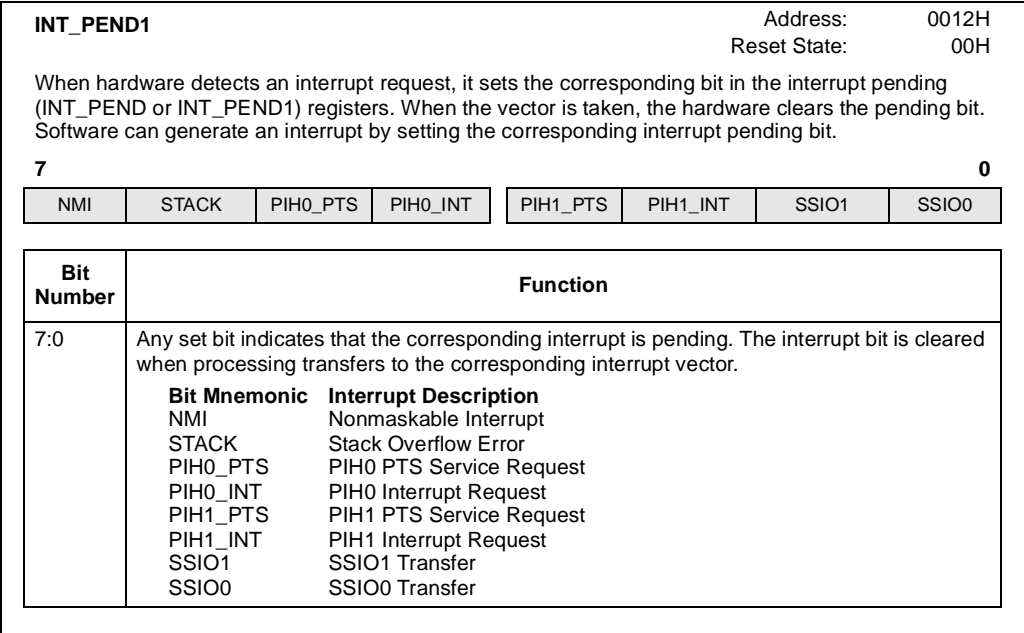 INT_PEND1 Address: 0012H
Reset State: 00H
When hardware detects an interrupt request, it sets the corresponding bit in the interrupt pending
(INT_PEND or INT_PEND1) registers. When the vector is taken, the hardware clears the pending bit.
Software can generate an interrupt by setting the corresponding interrupt pending bit.
7 0
NMI STACK PIH0_PTS PIH0_INT PIH1_PTS PIH1_INT SSIO1 SSIO0
Bit Number Function
7:0 Any set bit indicates that the corresponding interrupt is pending. The interrupt bit is cleared
when processing transfers to the corresponding interrupt vector.
Bit Mnemonic Interrupt Description
NMI Nonmaskable Interrupt
STACK Stack Overflow Error
PIH0_PTS PIH0 PTS Service Request
PIH0_INT PIH0 Interrupt Request
PIH1_PTS PIH1 PTS Service Request
PIH1_INT PIH1 Interrupt Request
SSIO1 SSIO1 Transfer
SSIO0 SSIO0 Transfer